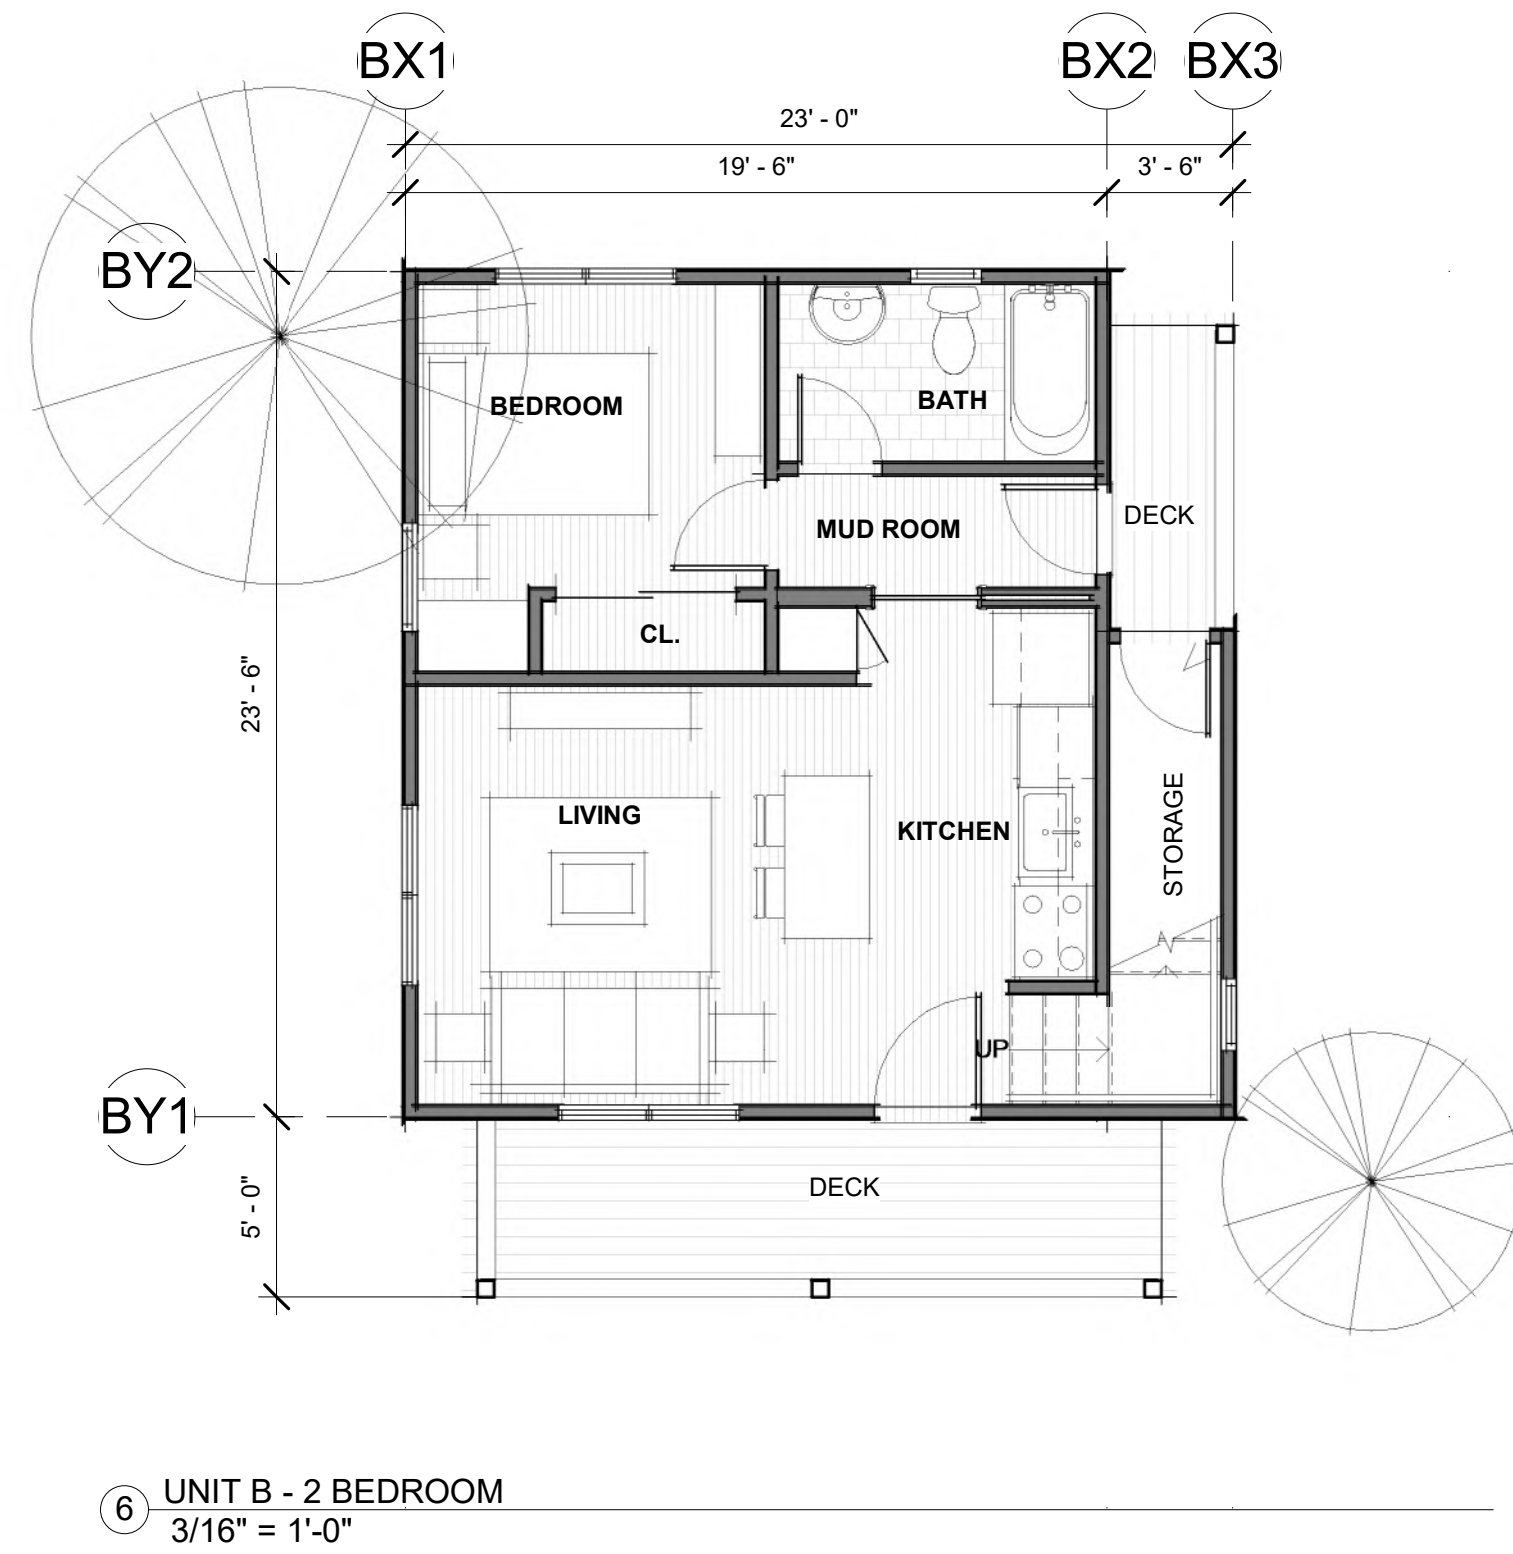 BX1
BX2
BX3
23' - 0"
19' - 6"
3' - 6"
BY2
BEDROOM
BATH
MUD ROOM
DECK
CL.
23' - 6"
LIVING
KITCHEN
STORAGE
UP
BY1
DECK
5' - 0"
6
UNIT B - 2 BEDROOM
3/16" = 1'-0"